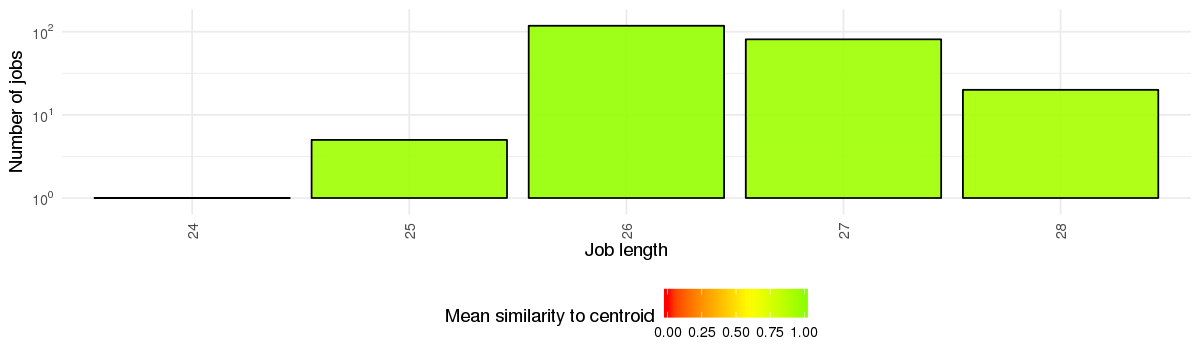 Number of jobs
10²
10¹
10⁰
24 25 26 27 28
Job length
Mean similarity to centroid
0.00 0.25 0.50 0.75 1.00